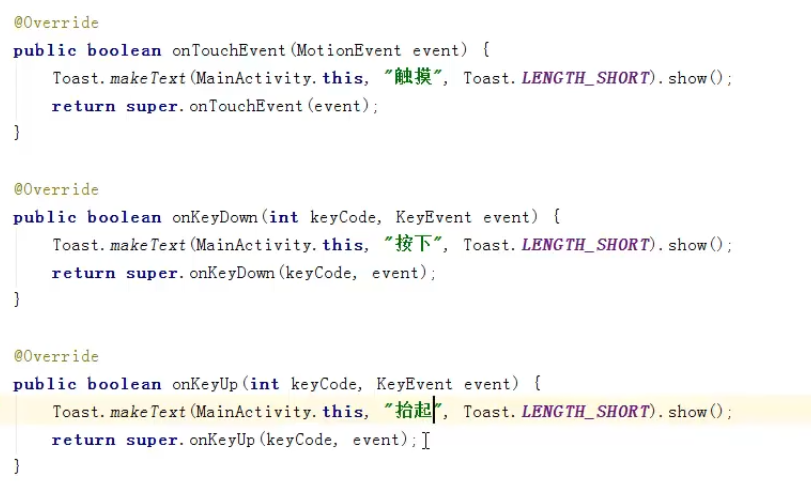 @Override
public boolean onTouchEvent(MotionEvent event) {
    Toast.makeText(MainActivity.this, "触摸", Toast.LENGTH_SHORT).show();
    return super.onTouchEvent(event);
}
@Override
public boolean onKeyDown(int keyCode, KeyEvent event) {
    Toast.makeText(MainActivity.this, "按下", Toast.LENGTH_SHORT).show();
    return super.onKeyDown(keyCode, event);
}
@Override
public boolean onKeyUp(int keyCode, KeyEvent event) {
    Toast.makeText(MainActivity.this, "抬起", Toast.LENGTH_SHORT).show();
    return super.onKeyUp(keyCode, event);
}